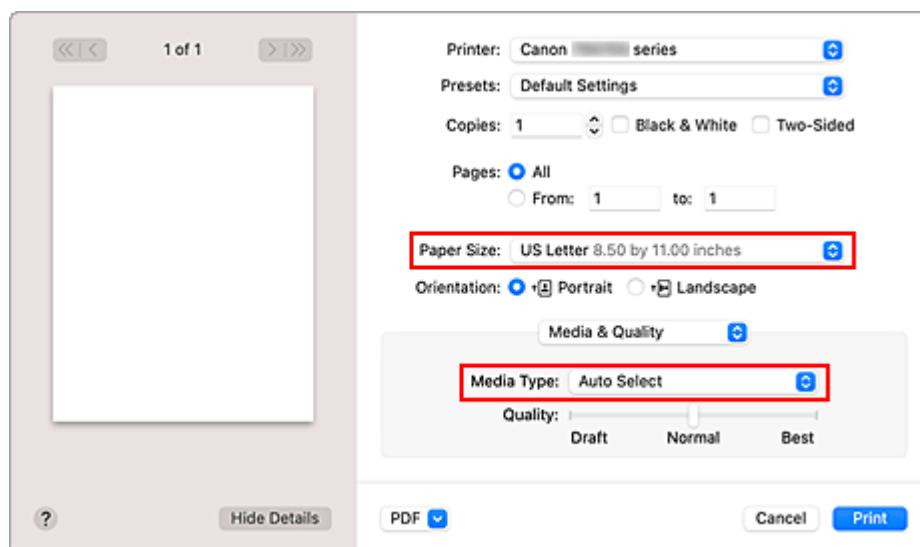 1 of 1
Printer: Canon series
Presets: Default Settings
Copies: 1 Black & White Two-Sided
Pages: All
From: 1 to: 1
Paper Size: US Letter 8.50 by 11.00 inches
Orientation: Portrait Landscape
Media & Quality
Media Type: Auto Select
Quality:
Draft Normal Best
? Hide Details PDF Cancel Print